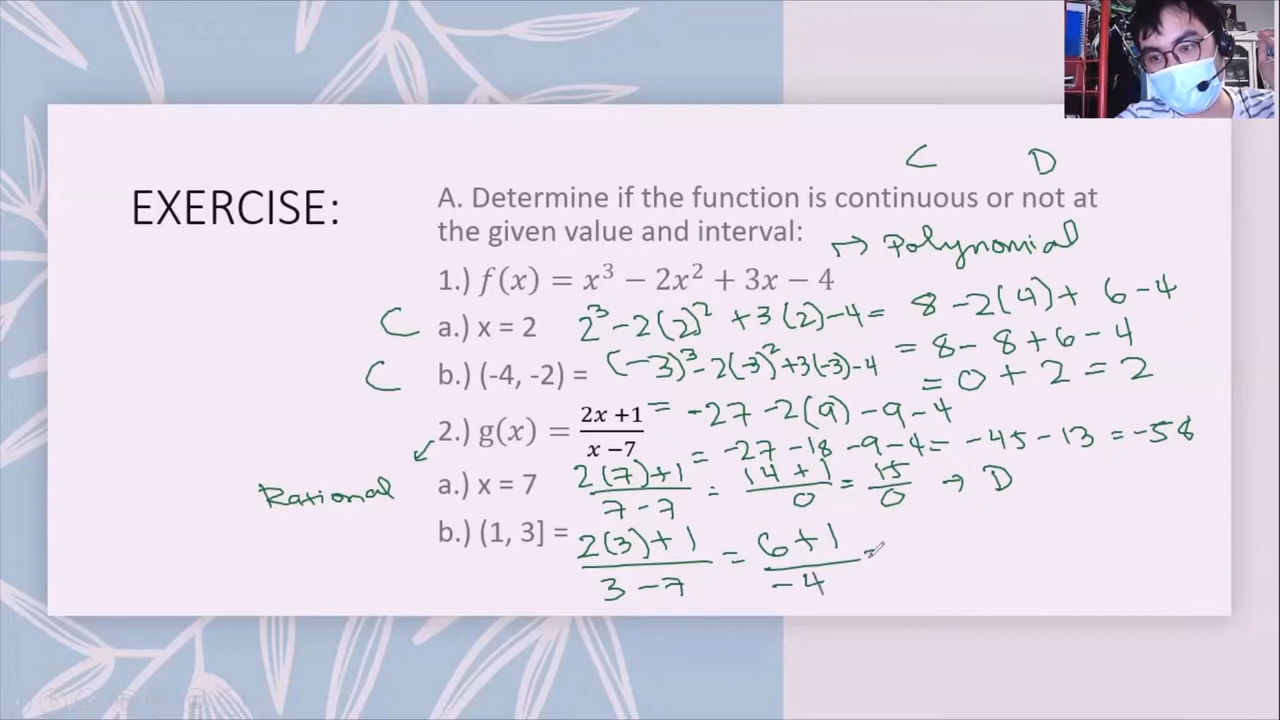 C D
EXERCISE:
A. Determine if the function is continuous or not at
the given value and interval:
→ Polynomial
1.) f(x) = x³ − 2x² + 3x − 4
C a.) x = 2 2³ - 2(2)² + 3(2) - 4 = 8 - 2(4) + 6 - 4
= 8 - 8 + 6 - 4
= 0 + 2 = 2
C b.) (-4, -2) = (-3)³ - 2(-3)² + 3(-3) - 4
= -27 - 2(9) - 9 - 4
= -27 - 18 - 9 - 4 = -45 - 13 = -58
2.) g(x) = (2x +1)/(x −7)
Rational
a.) x = 7 (2(7)+1)/(7-7) = (14+1)/0 = 15/0 → D
b.) (1, 3] = (2(3)+1)/(3-7) = (6+1)/-4 =